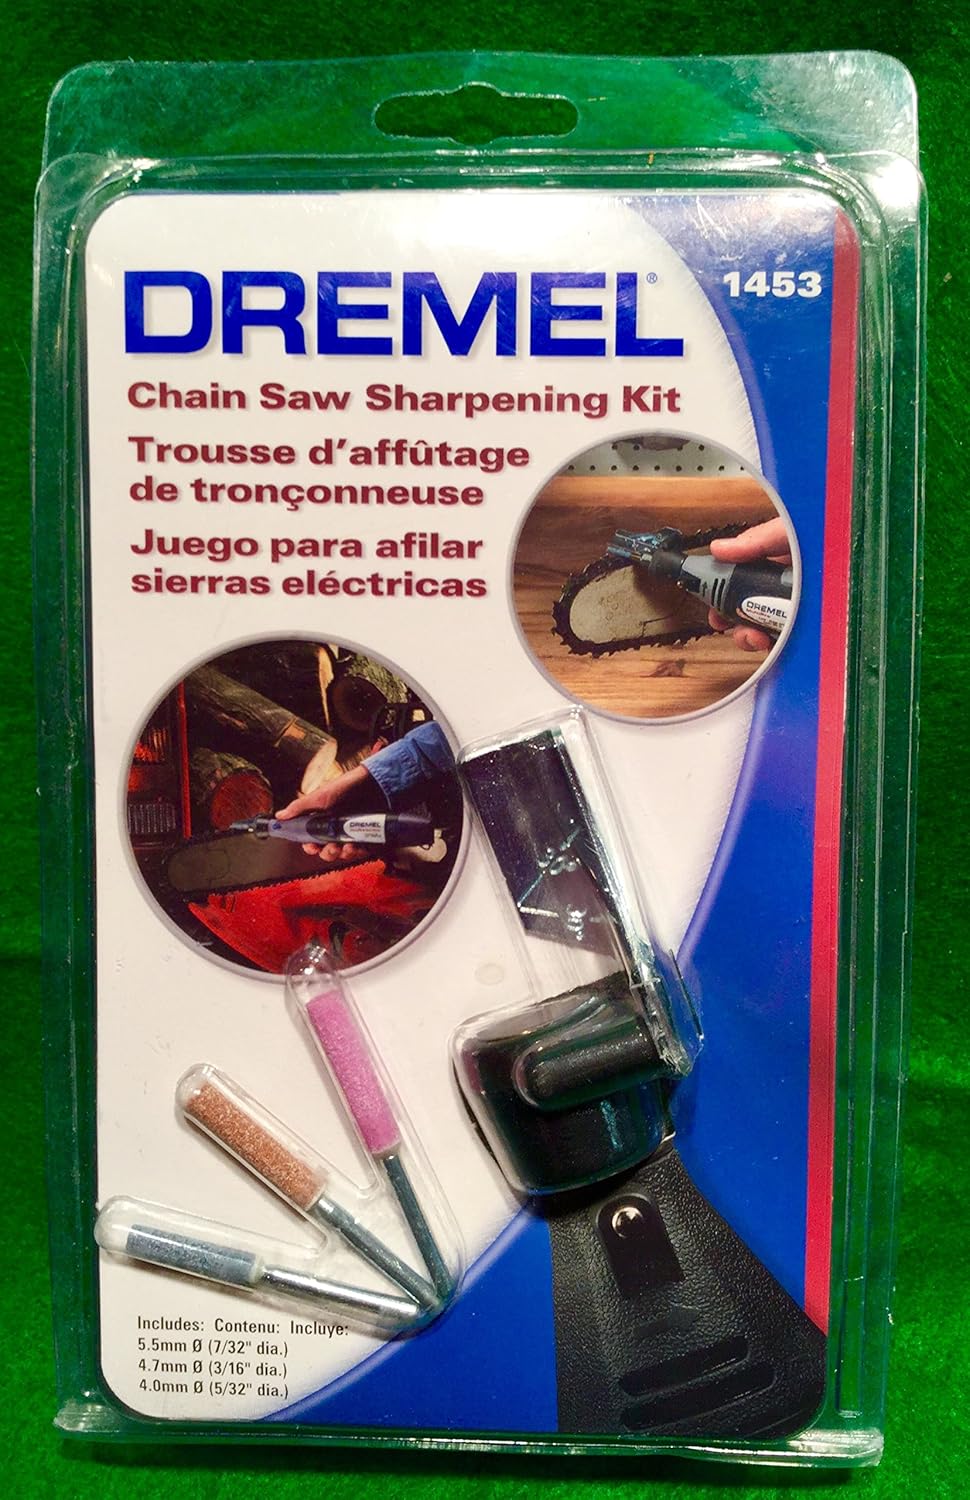 DREMEL®
1453
Chain Saw Sharpening Kit
Trousse d'affûtage
de tronçonneuse
Juego para afilar
sierras eléctricas
DREMEL
DREMEL
Includes: Contenu: Incluye:
5.5mm Ø (7/32" dia.)
4.7mm Ø (3/16" dia.)
4.0mm Ø (5/32" dia.)